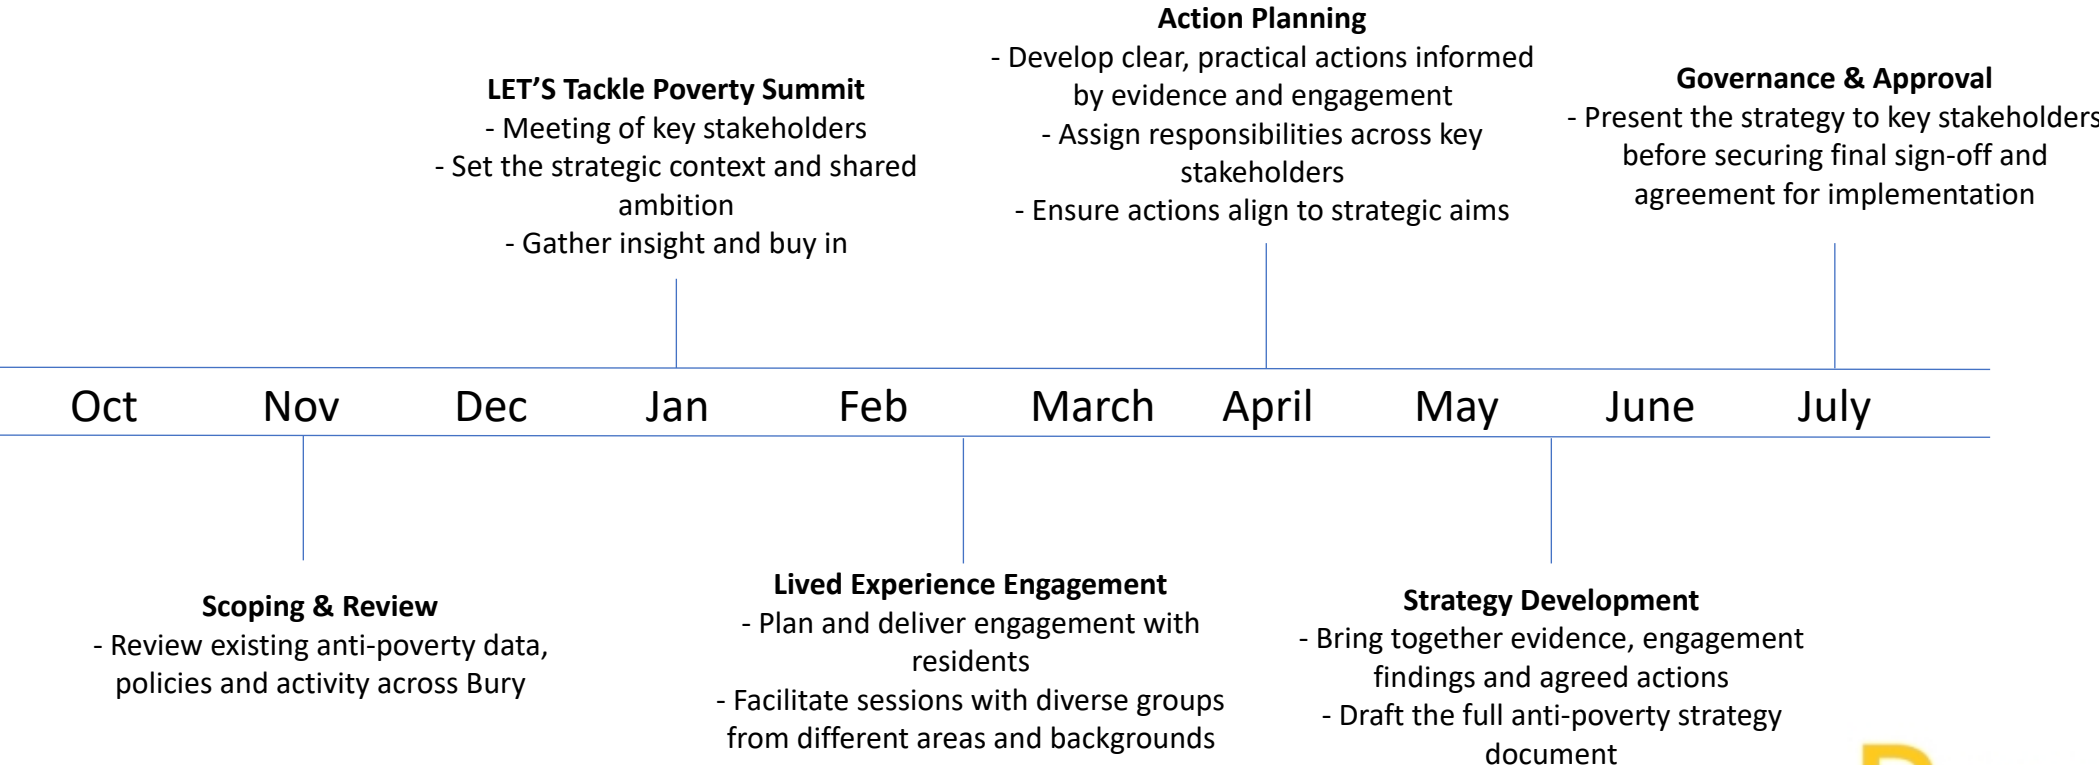 Action Planning
- Develop clear, practical actions informed
by evidence and engagement
- Assign responsibilities across key
stakeholders
- Ensure actions align to strategic aims
LET’S Tackle Poverty Summit
- Meeting of key stakeholders
- Set the strategic context and shared
ambition
- Gather insight and buy in
Governance & Approval
- Present the strategy to key stakeholders
before securing final sign-off and
agreement for implementation
Oct Nov Dec Jan Feb March April May June July
Scoping & Review
- Review existing anti-poverty data,
policies and activity across Bury
Lived Experience Engagement
- Plan and deliver engagement with
residents
- Facilitate sessions with diverse groups
from different areas and backgrounds
Strategy Development
- Bring together evidence, engagement
findings and agreed actions
- Draft the full anti-poverty strategy
document